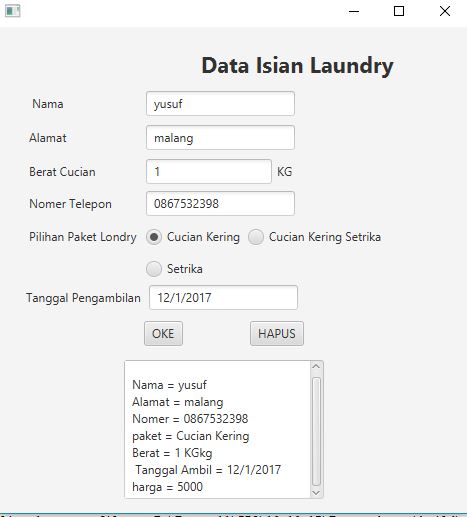 Data Isian Laundry
Nama yusuf
Alamat malang
Berat Cucian 1 KG
Nomer Telepon 0867532398
Pilihan Paket Londry Cucian Kering Cucian Kering Setrika
Setrika
Tanggal Pengambilan 12/1/2017
OKE HAPUS
Nama = yusuf
Alamat = malang
Nomer = 0867532398
paket = Cucian Kering
Berat = 1 KGkg
Tanggal Ambil = 12/1/2017
harga = 5000